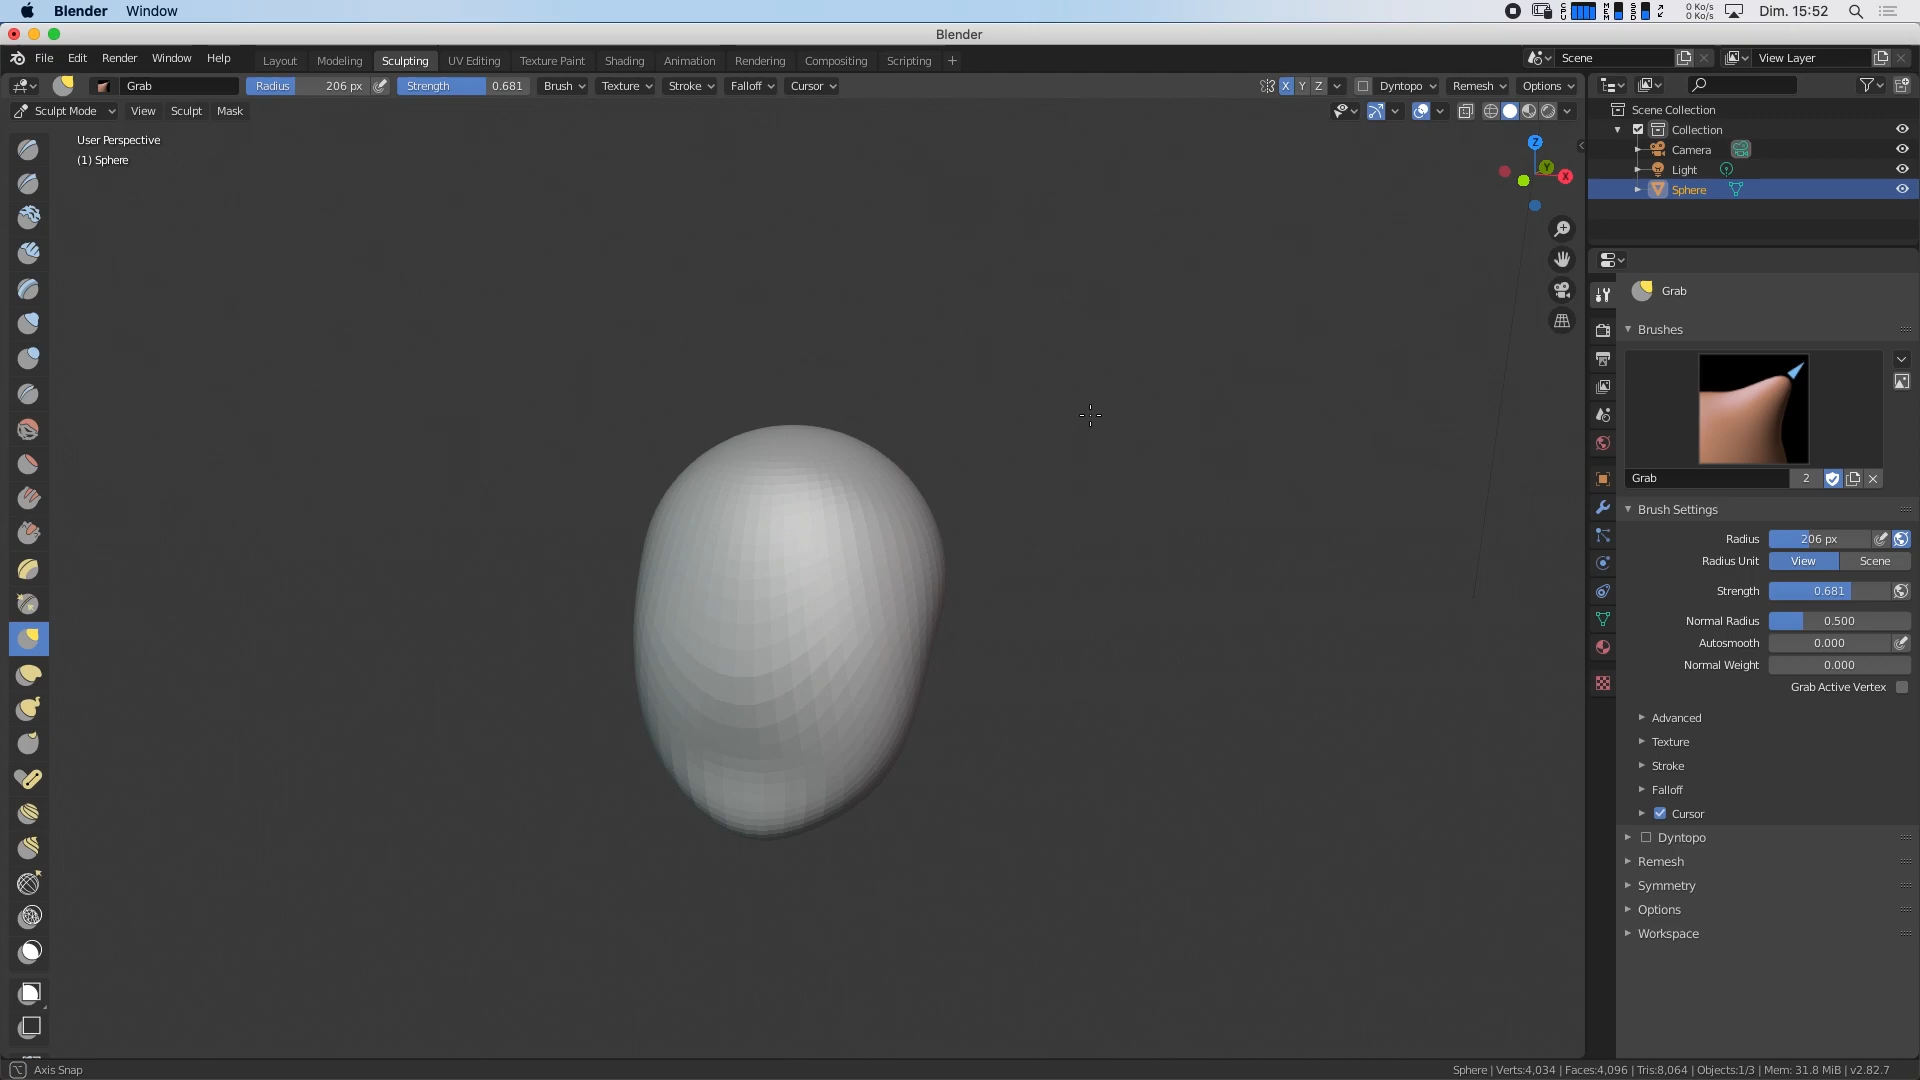 Blender Window
0 Ko/s
0 Ko/s
Dim. 15:52
Blender
File Edit Render Window Help
Layout Modeling Sculpting UV Editing Texture Paint Shading Animation Rendering Compositing Scripting +
Scene
View Layer
Grab
Radius 206 px
Strength 0.681
Brush Texture Stroke Falloff Cursor
X Y Z
Dyntopo Remesh Options
Sculpt Mode View Sculpt Mask
User Perspective
(1) Sphere
Z
Y
X
Scene Collection
Collection
Camera
Light
Sphere
Grab
Brushes
Grab 2
Brush Settings
Radius 206 px
Radius Unit View Scene
Strength 0.681
Normal Radius 0.500
Autosmooth 0.000
Normal Weight 0.000
Grab Active Vertex
Advanced
Texture
Stroke
Falloff
Cursor
Dyntopo
Remesh
Symmetry
Options
Workspace
Axis Snap
Sphere | Verts:4,034 | Faces:4,096 | Tris:8,064 | Objects:1/3 | Mem: 31.8 MiB | v2.82.7